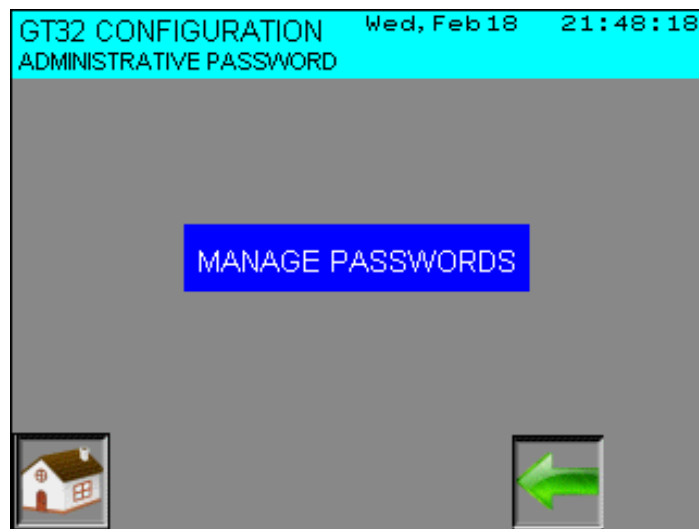 GT32 CONFIGURATION Wed, Feb 18 21:48:18
ADMINISTRATIVE PASSWORD
MANAGE PASSWORDS